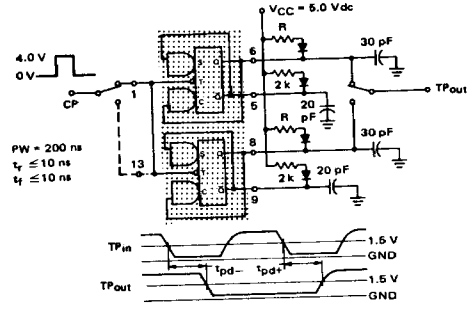 VCC = 5.0 Vdc
R
30 pF
4.0 V
0 V
6
CP
1
2 k
5
20
pF
TPout
PW = 200 ns
tr ≤ 10 ns
tf ≤ 10 ns
13
8
R
30 pF
2 k
20 pF
9
TPin
1.5 V
GND
tpd−
tpd+
TPout
1.5 V
GND